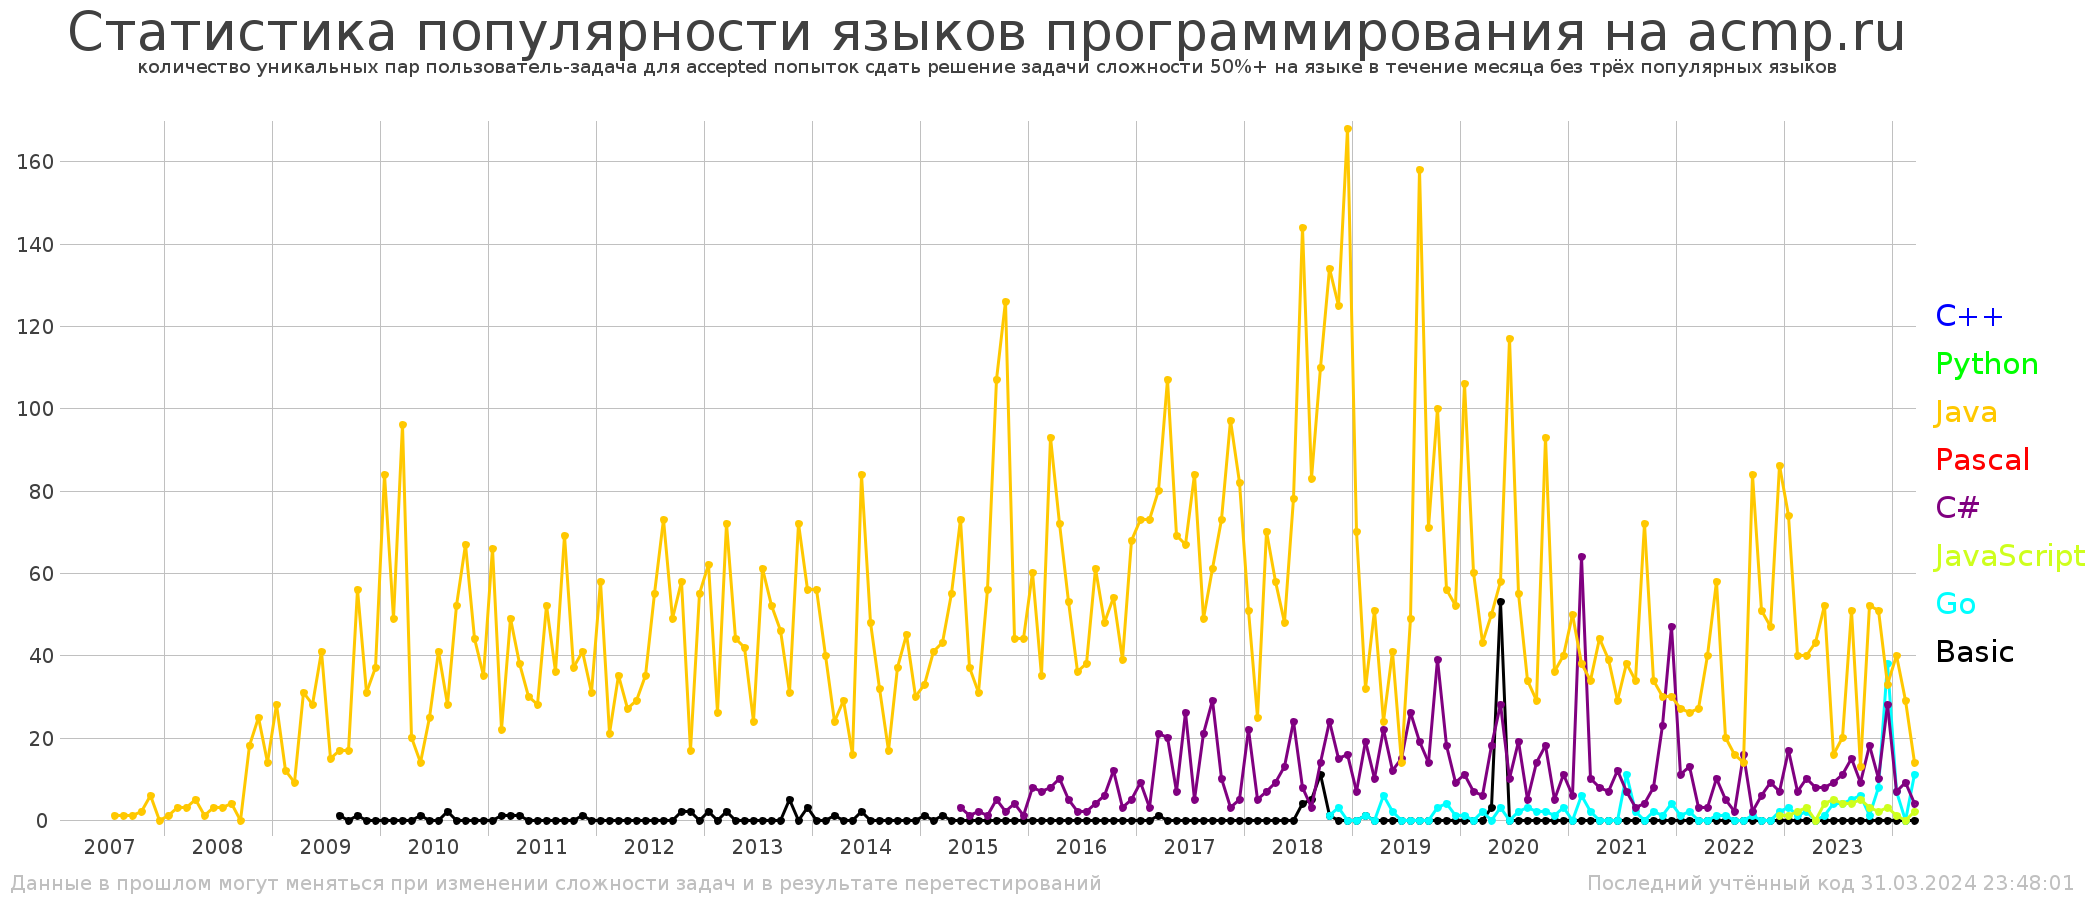 Статистика популярности языков программирования на acmp.ru
количество уникальных пар пользователь-задача для accepted попыток сдать решение задачи сложности 50%+ на языке в течение месяца без трёх популярных языков
160
140
120
100
80
60
40
20
0
C++
Python
Java
Pascal
C#
JavaScript
Go
Basic
2007 2008 2009 2010 2011 2012 2013 2014 2015 2016 2017 2018 2019 2020 2021 2022 2023
Данные в прошлом могут меняться при изменении сложности задач и в результате перетестирований
Последний учтённый код 31.03.2024 23:48:01